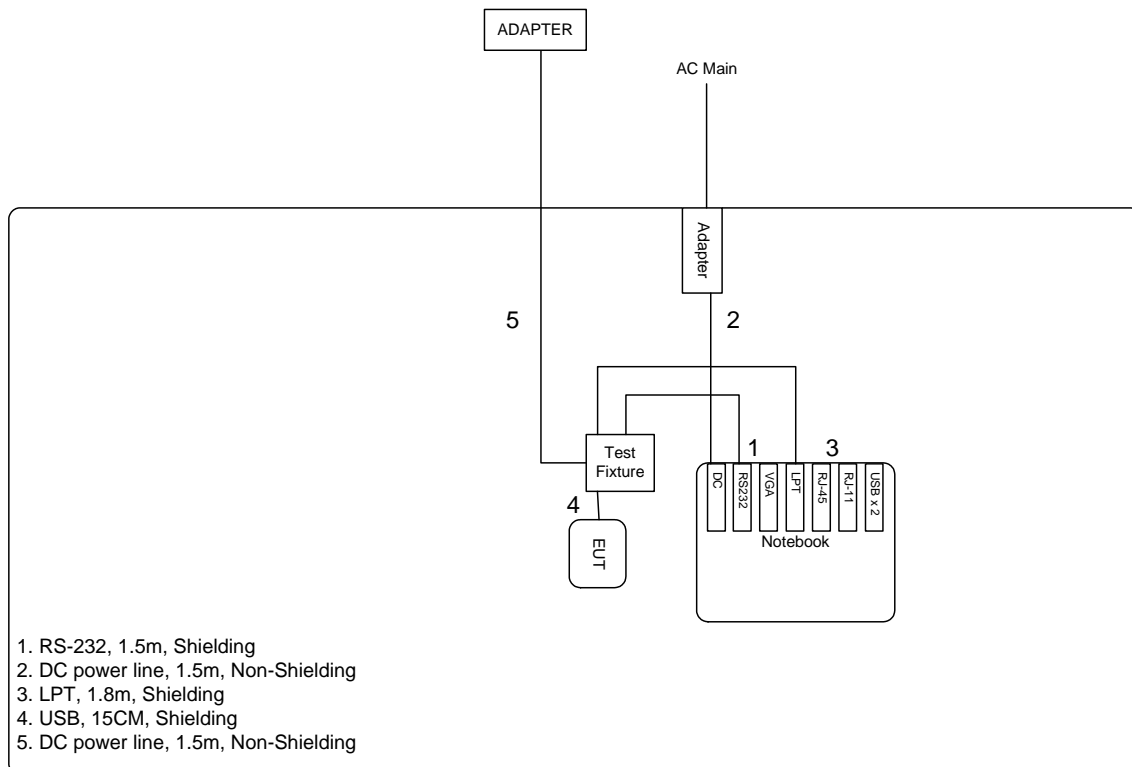 ADAPTER
AC Main
Adapter
5
2
1
3
Test
Fixture
DC
RS232
VGA
LPT
RJ-45
RJ-11
USB x 2
Notebook
4
EUT
1. RS-232, 1.5m, Shielding
2. DC power line, 1.5m, Non-Shielding
3. LPT, 1.8m, Shielding
4. USB, 15CM, Shielding
5. DC power line, 1.5m, Non-Shielding